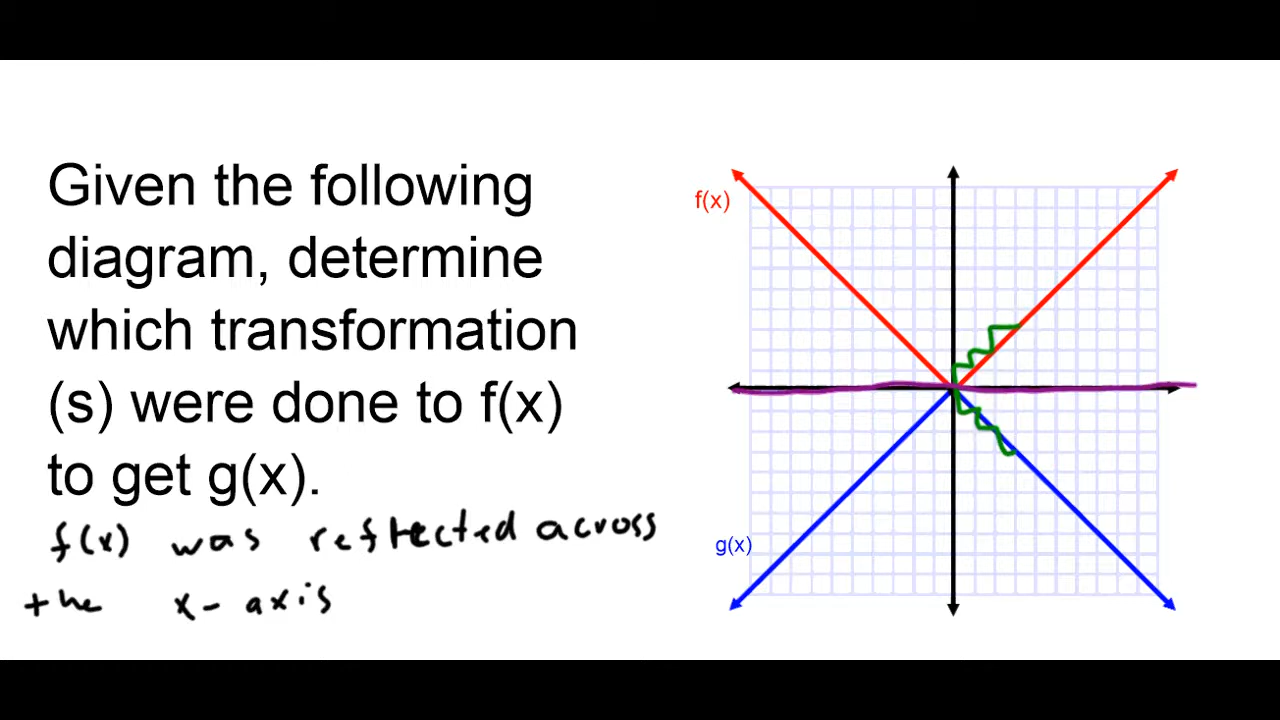 Given the following
diagram, determine
which transformation
(s) were done to f(x)
to get g(x).
f(x) was reflected across
the x-axis
f(x)
g(x)